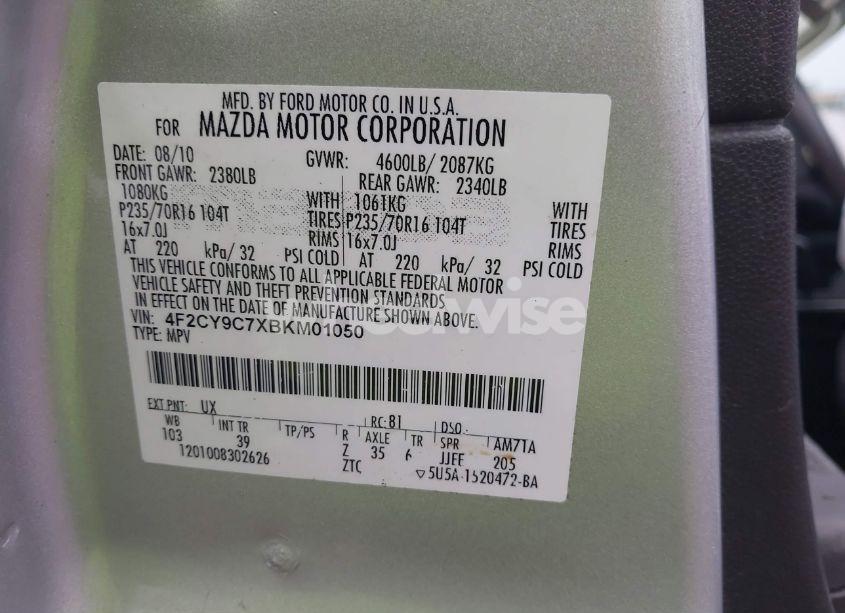 MFD. BY FORD MOTOR CO. IN U.S.A.
FOR MAZDA MOTOR CORPORATION
DATE: 08/10 GVWR: 4600LB/ 2087KG
FRONT GAWR: 2380LB REAR GAWR: 2340LB
1080KG WITH 1061KG WITH
P235/70R16 104T TIRES P235/70R16 104T TIRES
16x7.0J RIMS 16x7.0J RIMS
AT 220 kPa/ 32 PSI COLD AT 220 kPa/ 32 PSI COLD
THIS VEHICLE CONFORMS TO ALL APPLICABLE FEDERAL MOTOR
VEHICLE SAFETY AND THEFT PREVENTION STANDARDS
IN EFFECT ON THE DATE OF MANUFACTURE SHOWN ABOVE.
VIN: 4F2CY9C7XBKM01050
TYPE: MPV
EXT PNT: UX RC: 81 DSO:
WB INT TR TP/PS R AXLE TR SPR AM71A
103 39 Z 35 6 JJFE 205
1201008302626 ZTC 5U5A-1520472-BA